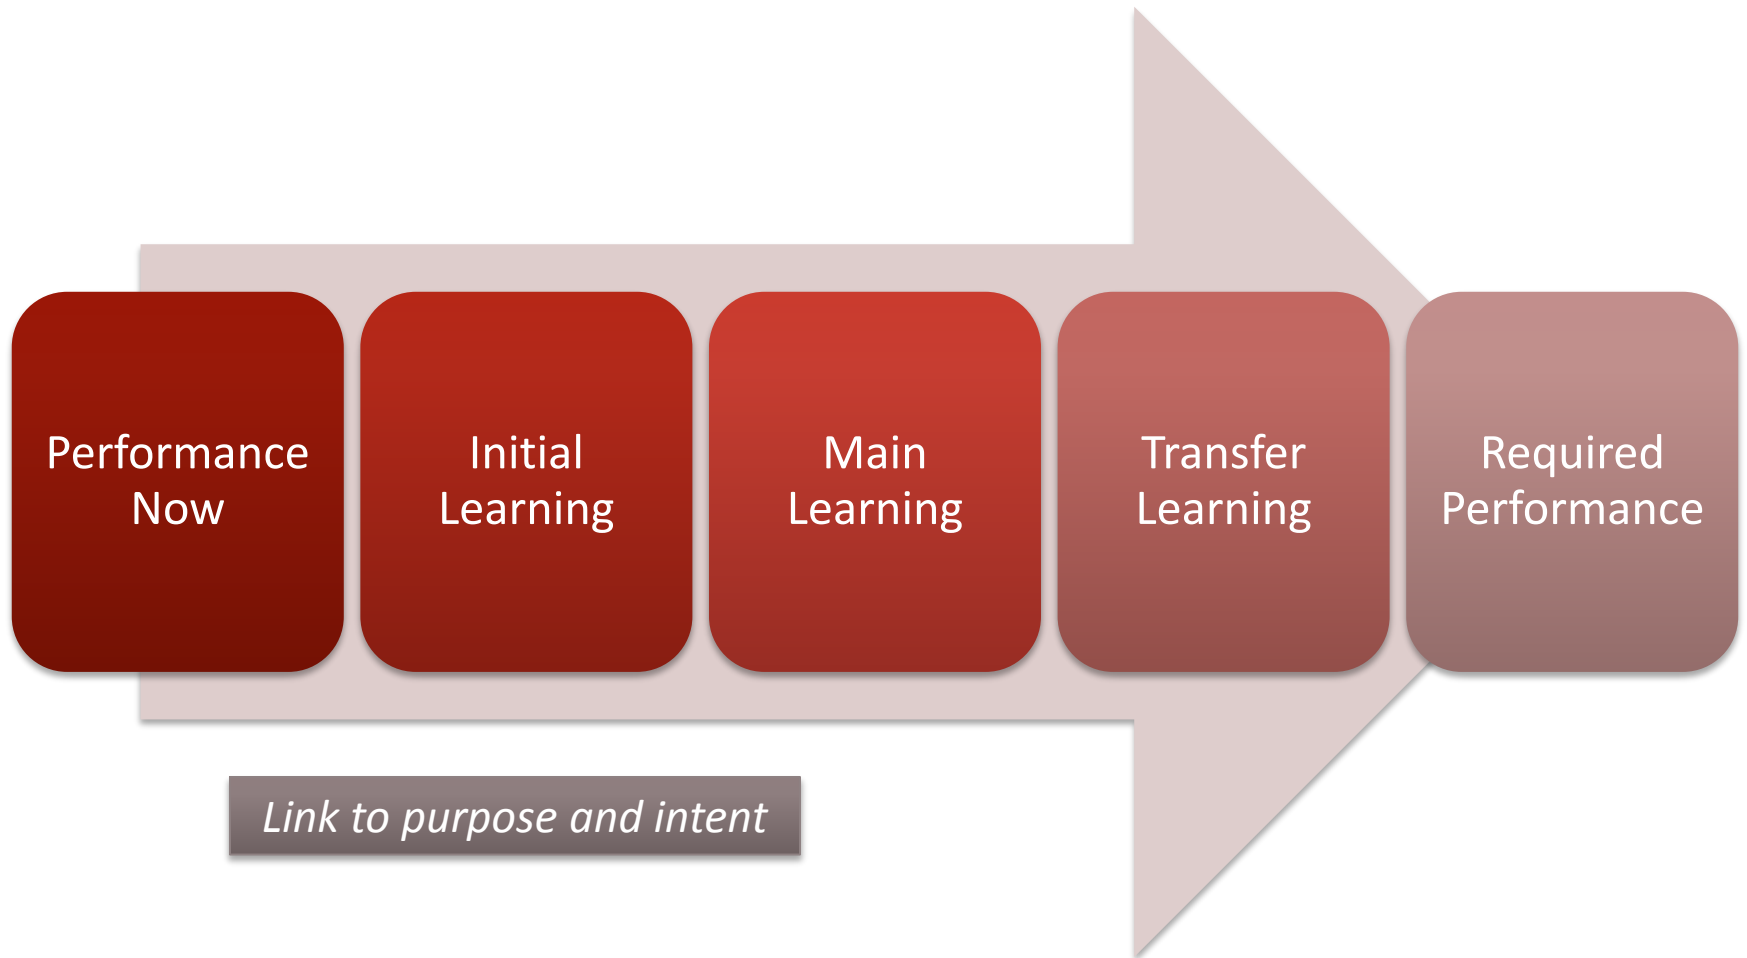 Performance
Now
Initial
Learning
Main
Learning
Transfer
Learning
Required
Performance
Link to purpose and intent